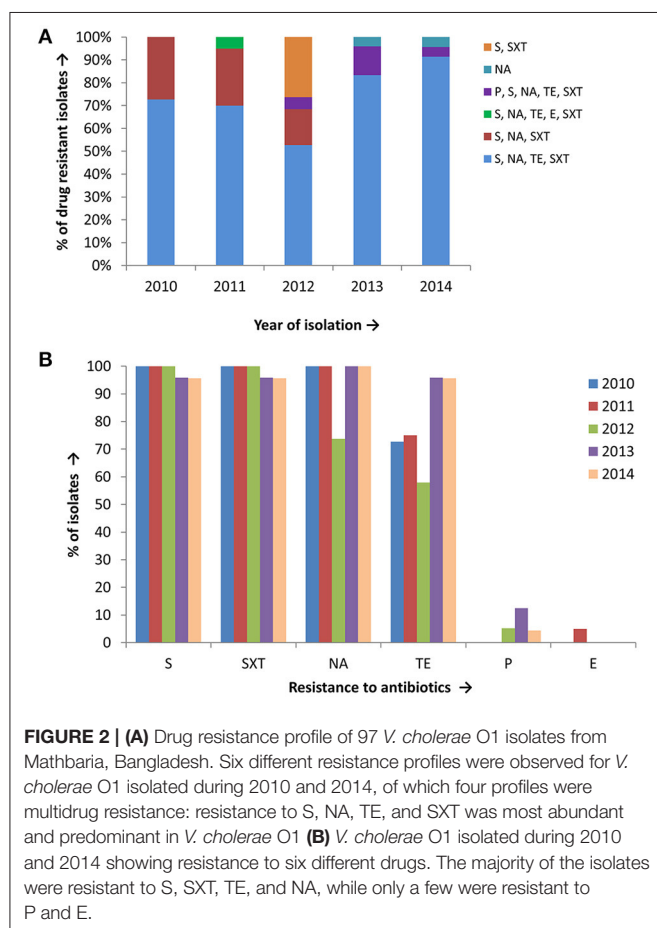 A
% of drug resistant isolates →
100%
90%
80%
70%
60%
50%
40%
30%
20%
10%
0%
2010 2011 2012 2013 2014
Year of isolation →
S, SXT
NA
P, S, NA, TE, SXT
S, NA, TE, E, SXT
S, NA, SXT
S, NA, TE, SXT
B
% of isolates →
100
90
80
70
60
50
40
30
20
10
0
S SXT NA TE P E
Resistance to antibiotics →
2010
2011
2012
2013
2014
FIGURE 2 | (A) Drug resistance profile of 97 V. cholerae O1 isolates from
Mathbaria, Bangladesh. Six different resistance profiles were observed for V.
cholerae O1 isolated during 2010 and 2014, of which four profiles were
multidrug resistance: resistance to S, NA, TE, and SXT was most abundant
and predominant in V. cholerae O1 (B) V. cholerae O1 isolated during 2010
and 2014 showing resistance to six different drugs. The majority of the isolates
were resistant to S, SXT, TE, and NA, while only a few were resistant to
P and E.